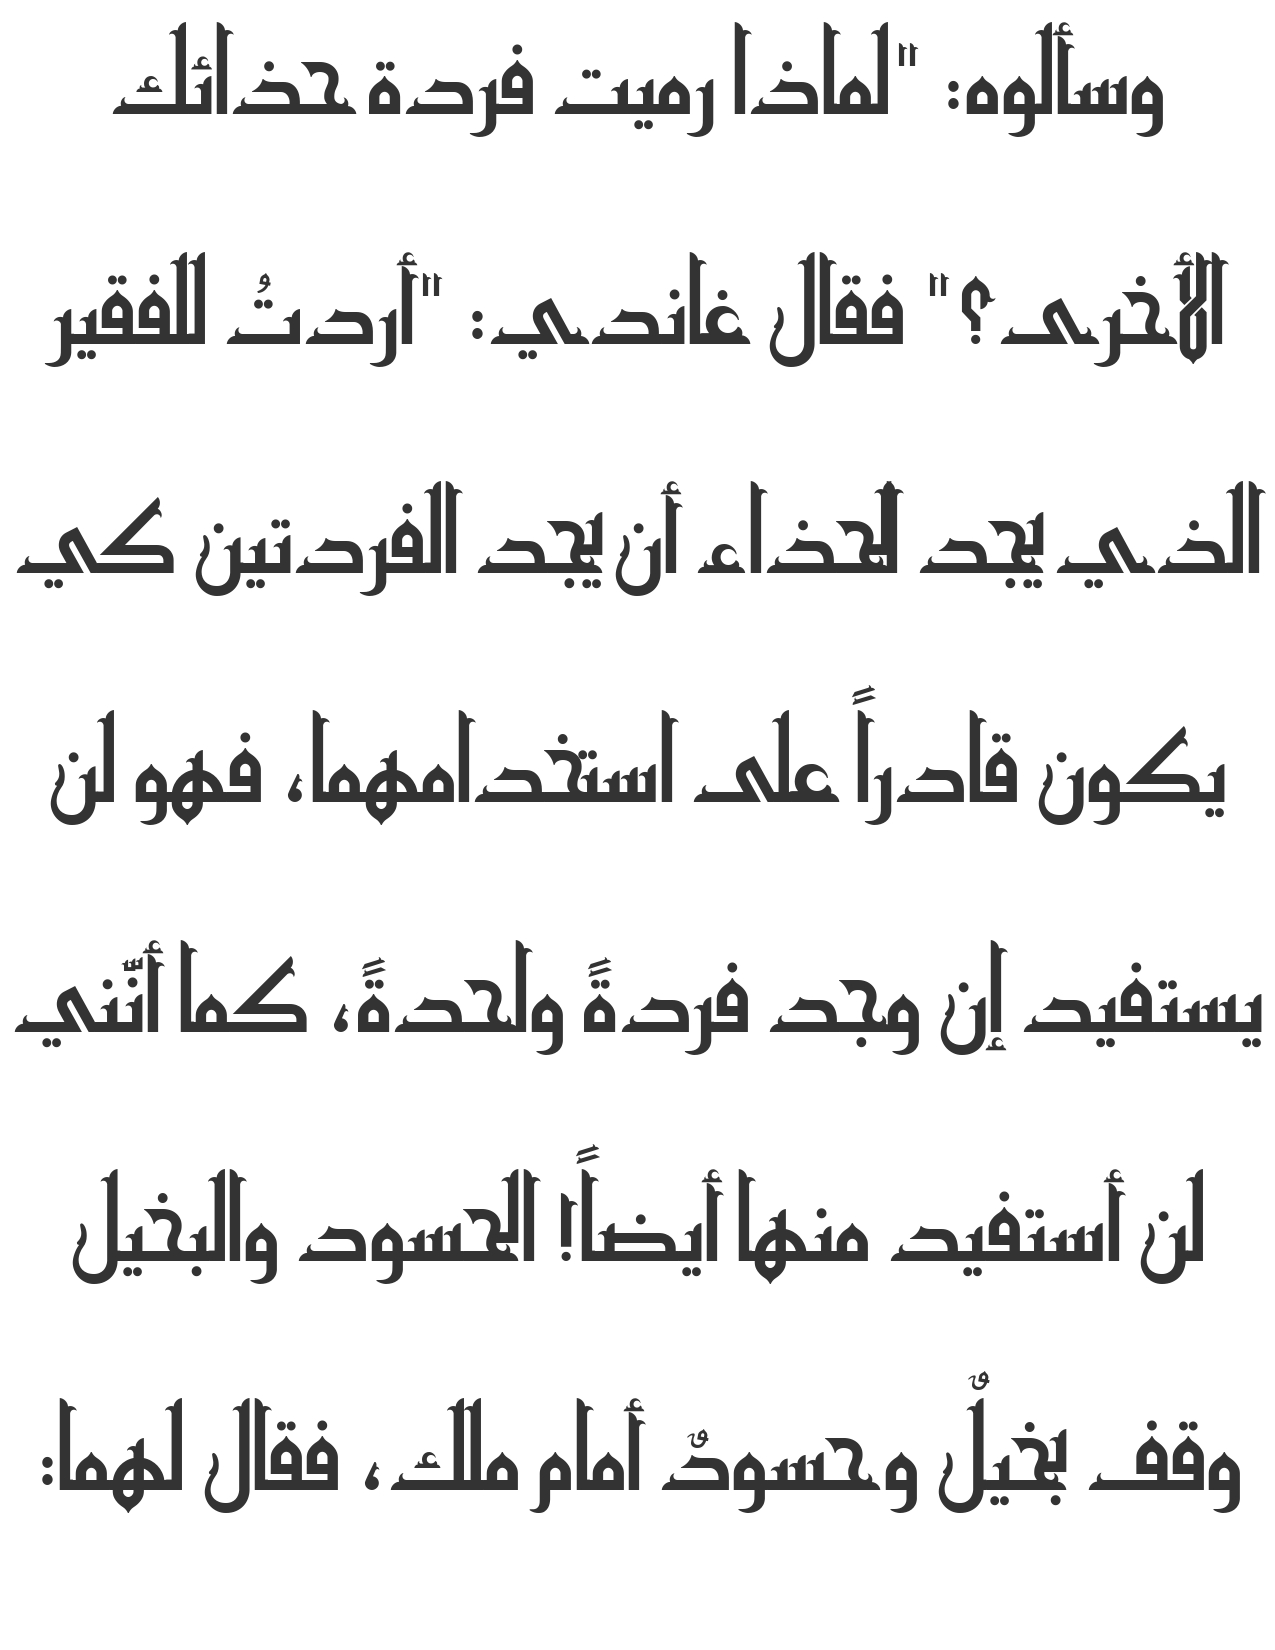 وسألوه: "لماذا رميت فردة حذائك
الأخرى؟" فقال غاندي: "أردتُ للفقير
الذي يجد لحذاء أن يجد الفردتين كي
يكون قادراً على استخدامهما، فهو لن
يستفيد إن وجد فردةً واحدةً، كما أنّني
لن أستفيد منها أيضاً! الحسود والبخيل
وقف بخيلٌ وحسودٌ أمام ملك، فقال لهما: